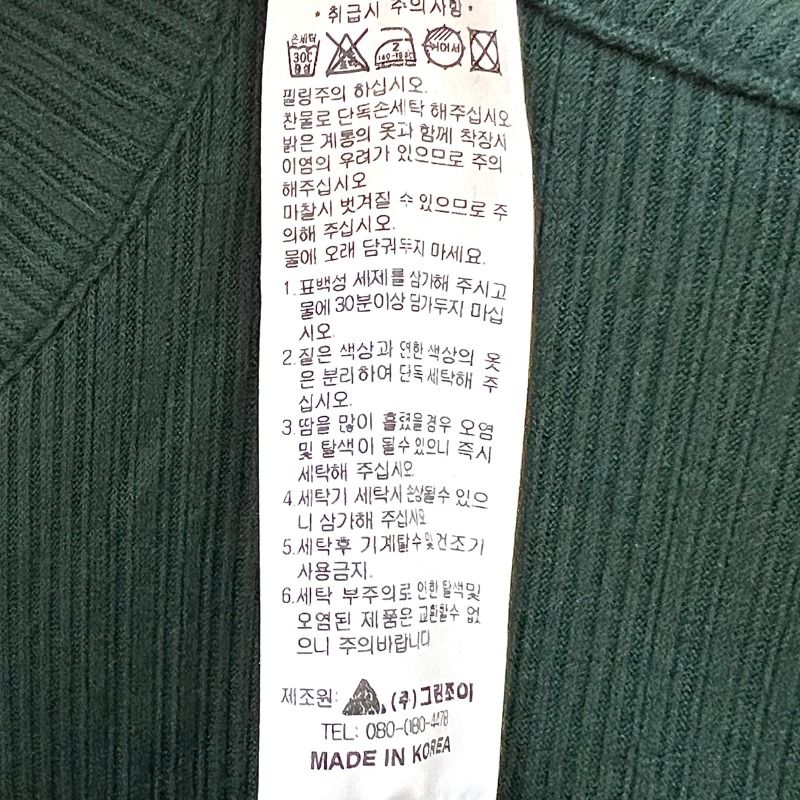 · 취급시 주의사항 ·
손세탁
30℃
중성
2
140~160℃
뉘어서
필링주의 하십시오.
찬물로 단독손세탁 해주십시오
밝은 계통의 옷과 함께 착장시
이염의 우려가 있으므로 주의
해주십시오
마찰시 벗겨질 수 있으므로 주
의해 주십시오.
물에 오래 담궈두지 마세요.
1.표백성 세제를 삼가해 주시고
물에 30분이상 담가두지 마십
시오.
2.짙은 색상과 연한 색상의 옷
은 분리하여 단독 세탁해 주
십시오.
3.땀을 많이 흘렸을경우 오염
및 탈색이 될수있으니 즉시
세탁해 주십시오.
4.세탁기 세탁시 손상될수 있으
니 삼가해 주십시오
5.세탁후 기계탈수및건조기
사용금지.
6.세탁 부주의로 인한 탈색및
오염된 제품은 교환할수 없
으니 주의바랍니다
제조원: (주)그린조이
TEL: 080-080-4478
MADE IN KOREA